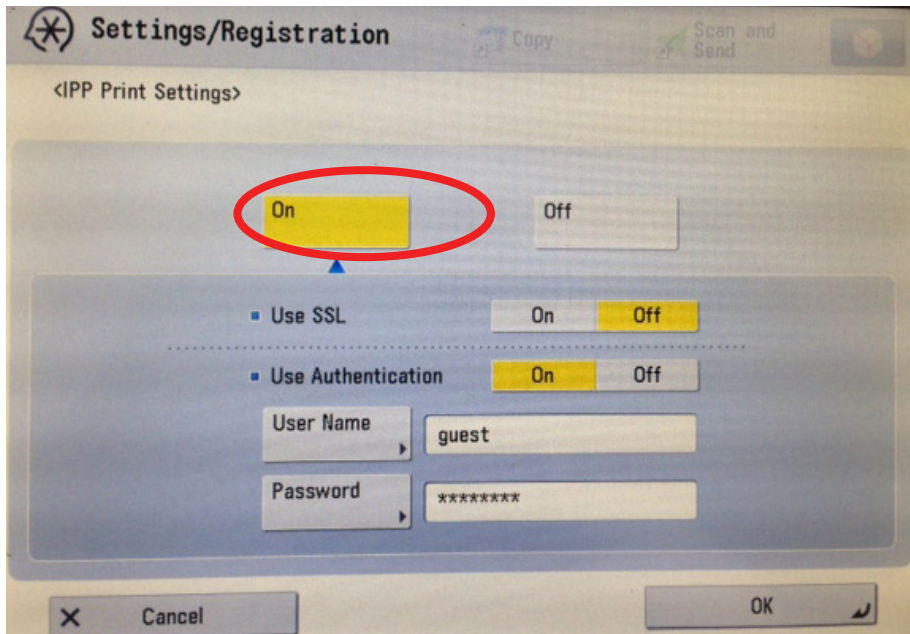 Settings/Registration
Copy
Scan and
Send
<IPP Print Settings>
On
Off
Use SSL
On
Off
Use Authentication
On
Off
User Name
guest
Password
********
Cancel
OK